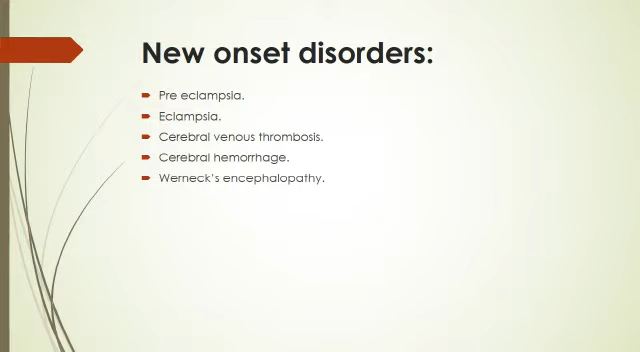 New onset disorders:
Pre eclampsia.
Eclampsia.
Cerebral venous thrombosis.
Cerebral hemorrhage.
Werneck's encephalopathy.